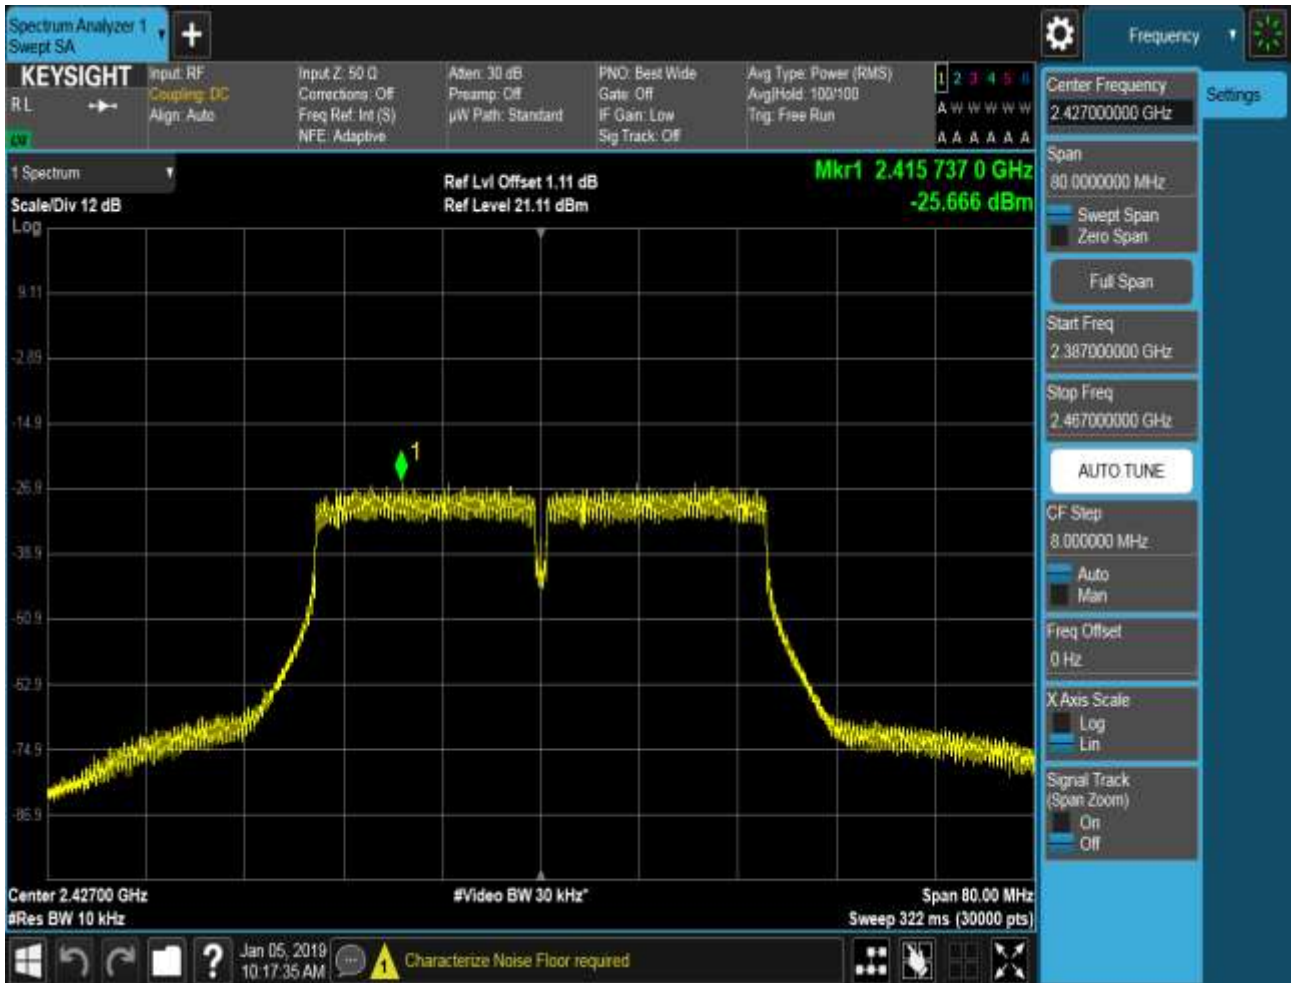 Spectrum Analyzer 1
Swept SA
+
Frequency
KEYSIGHT
RL
Input: RF
Coupling: DC
Align: Auto
Input Z: 50 Ω
Corrections: Off
Freq Ref: Int (S)
NFE: Adaptive
Atten: 30 dB
Preamp: Off
µW Path: Standard
PNO: Best Wide
Gate: Off
IF Gain: Low
Sig Track: Off
Avg Type: Power (RMS)
Avg|Hold: 100/100
Trig: Free Run
1 2 3 4 5 6
A W W W W W
A A A A A A
1 Spectrum
Scale/Div 12 dB
Log
Ref Lvl Offset 1.11 dB
Ref Level 21.11 dBm
Mkr1 2.415 737 0 GHz
-25.666 dBm
9.11
-2.89
-14.9
-26.9
-38.9
-50.9
-62.9
-74.9
-86.9
1
Center 2.42700 GHz
#Res BW 10 kHz
#Video BW 30 kHz*
Span 80.00 MHz
Sweep 322 ms (30000 pts)
Center Frequency
2.427000000 GHz
Settings
Span
80.0000000 MHz
Swept Span
Zero Span
Full Span
Start Freq
2.387000000 GHz
Stop Freq
2.467000000 GHz
AUTO TUNE
CF Step
8.000000 MHz
Auto
Man
Freq Offset
0 Hz
X Axis Scale
Log
Lin
Signal Track
(Span Zoom)
On
Off
?
Jan 05, 2019
10:17:35 AM
1
Characterize Noise Floor required